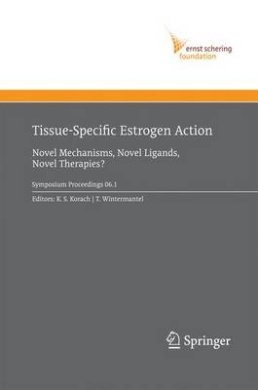 ernst schering
foundation
Tissue-Specific Estrogen Action
Novel Mechanisms, Novel Ligands,
Novel Therapies?
Symposium Proceedings 06.1
Editors: K. S. Korach | T. Wintermantel
Springer